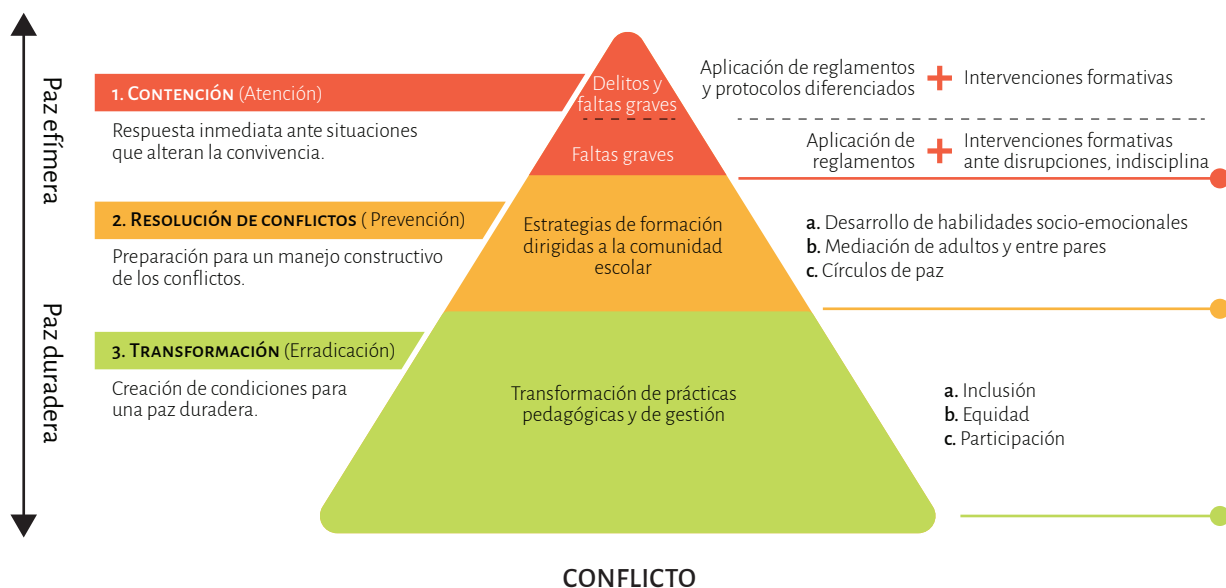 Paz efímera
Paz duradera
1. Contención (Atención)
Respuesta inmediata ante situaciones
que alteran la convivencia.
Delitos y
faltas graves
Faltas graves
Aplicación de reglamentos
y protocolos diferenciados
+
Intervenciones formativas
Aplicación de
reglamentos
+
Intervenciones formativas
ante disrupciones, indisciplina
2. Resolución de conflictos ( Prevención)
Preparación para un manejo constructivo
de los conflictos.
Estrategias de formación
dirigidas a la comunidad
escolar
a. Desarrollo de habilidades socio-emocionales
b. Mediación de adultos y entre pares
c. Círculos de paz
3. Transformación (Erradicación)
Creación de condiciones para
una paz duradera.
Transformación de prácticas
pedagógicas y de gestión
a. Inclusión
b. Equidad
c. Participación
CONFLICTO